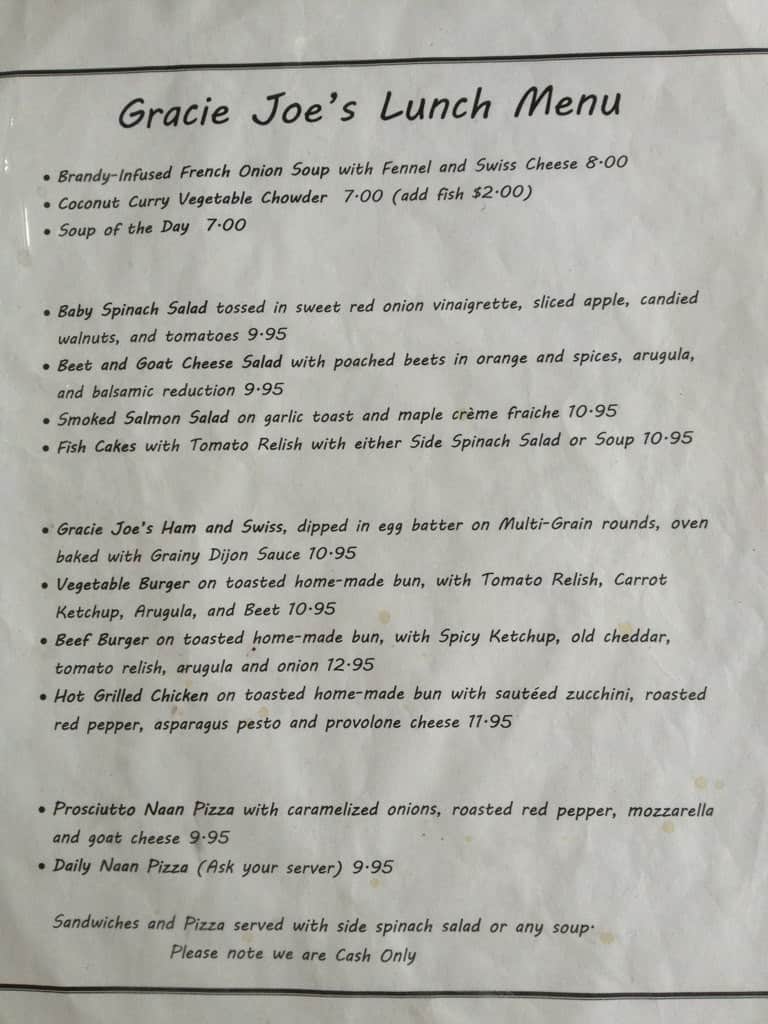 Gracie Joe's Lunch Menu
• Brandy-Infused French Onion Soup with Fennel and Swiss Cheese 8.00
• Coconut Curry Vegetable Chowder 7.00 (add fish $2.00)
• Soup of the Day 7.00
• Baby Spinach Salad tossed in sweet red onion vinaigrette, sliced apple, candied
walnuts, and tomatoes 9.95
• Beet and Goat Cheese Salad with poached beets in orange and spices, arugula,
and balsamic reduction 9.95
• Smoked Salmon Salad on garlic toast and maple crème fraiche 10.95
• Fish Cakes with Tomato Relish with either Side Spinach Salad or Soup 10.95
• Gracie Joe's Ham and Swiss, dipped in egg batter on Multi-Grain rounds, oven
baked with Grainy Dijon Sauce 10.95
• Vegetable Burger on toasted home-made bun, with Tomato Relish, Carrot
Ketchup, Arugula, and Beet 10.95
• Beef Burger on toasted home-made bun, with Spicy Ketchup, old cheddar,
tomato relish, arugula and onion 12.95
• Hot Grilled Chicken on toasted home-made bun with sautéed zucchini, roasted
red pepper, asparagus pesto and provolone cheese 11.95
• Prosciutto Naan Pizza with caramelized onions, roasted red pepper, mozzarella
and goat cheese 9.95
• Daily Naan Pizza (Ask your server) 9.95
Sandwiches and Pizza served with side spinach salad or any soup.
Please note we are Cash Only